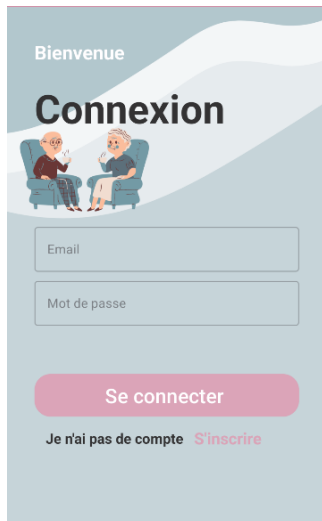 Bienvenue
Connexion
Email
Mot de passe
Se connecter
Je n'ai pas de compte S'inscrire